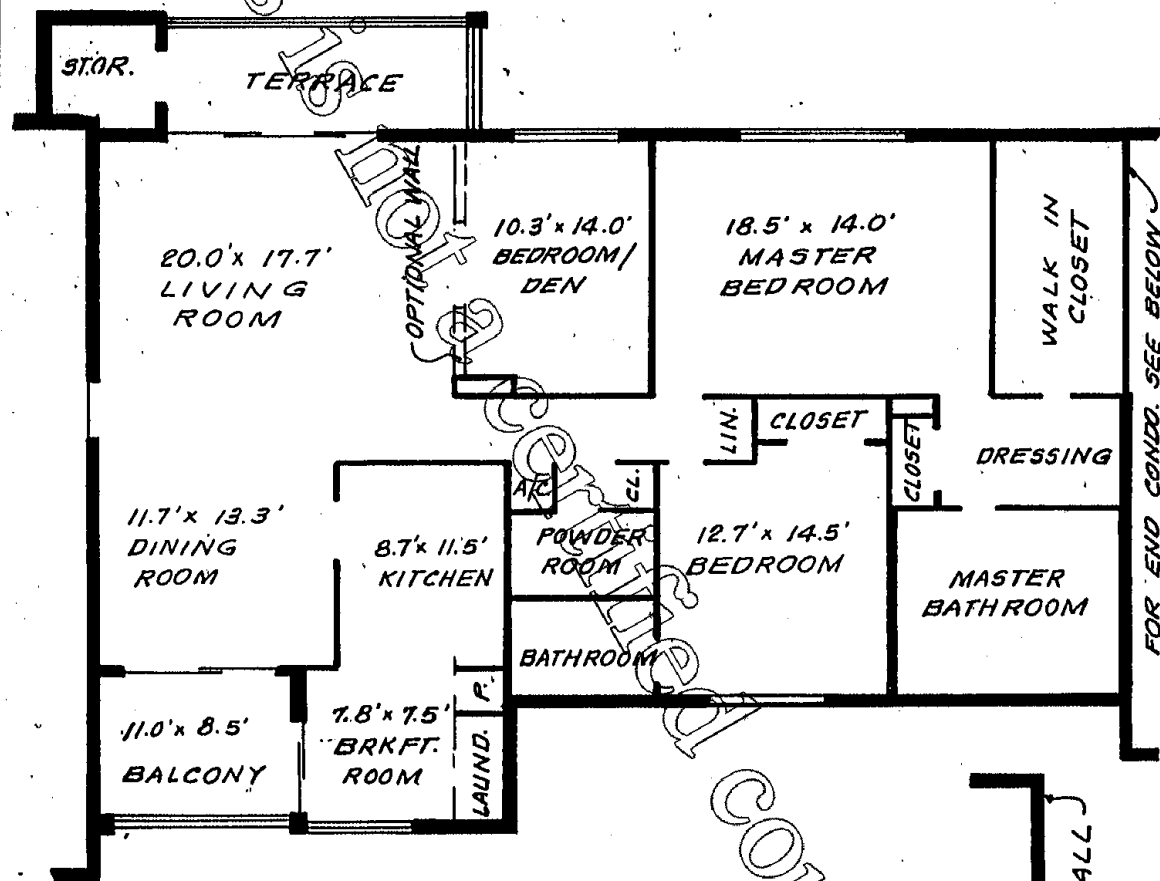 STOR.
TERRACE
OPTIONAL WALL
20.0' x 17.7'
LIVING
ROOM
10.3' x 14.0'
BEDROOM/
DEN
18.5' x 14.0'
MASTER
BEDROOM
WALK IN
CLOSET
FOR END CONDO. SEE BELOW
LIN.
CLOSET
CLOSET
DRESSING
A/C
CL.
11.7' x 13.3'
DINING
ROOM
8.7' x 11.5'
KITCHEN
POWDER
ROOM
12.7' x 14.5'
BEDROOM
MASTER
BATHROOM
BATHROOM
P.
11.0' x 8.5'
BALCONY
7.8' x 7.5'
BRKFT.
ROOM
LAUND.
is not a certified